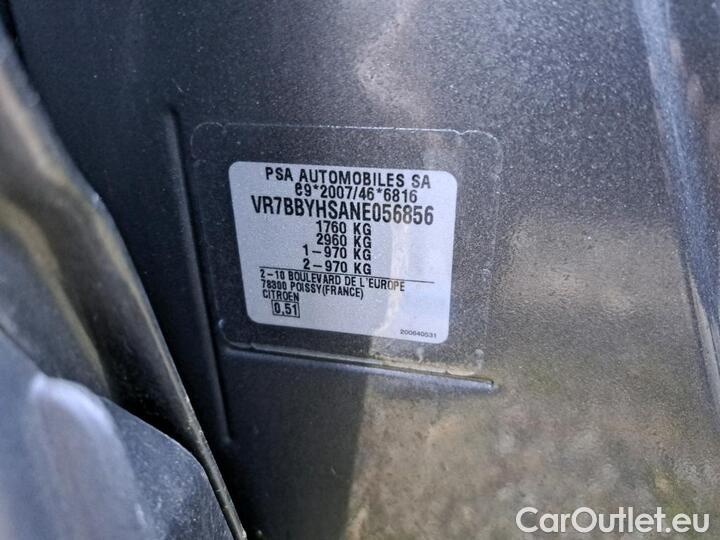 PSA AUTOMOBILES SA
e9*2007/46*6816
VR7BBYHSANE056856
1760 KG
2960 KG
1-970 KG
2-970 KG
2-10 BOULEVARD DE L'EUROPE
78300 POISSY(FRANCE)
CITROEN
0,51
200640531
CarOutlet.eu